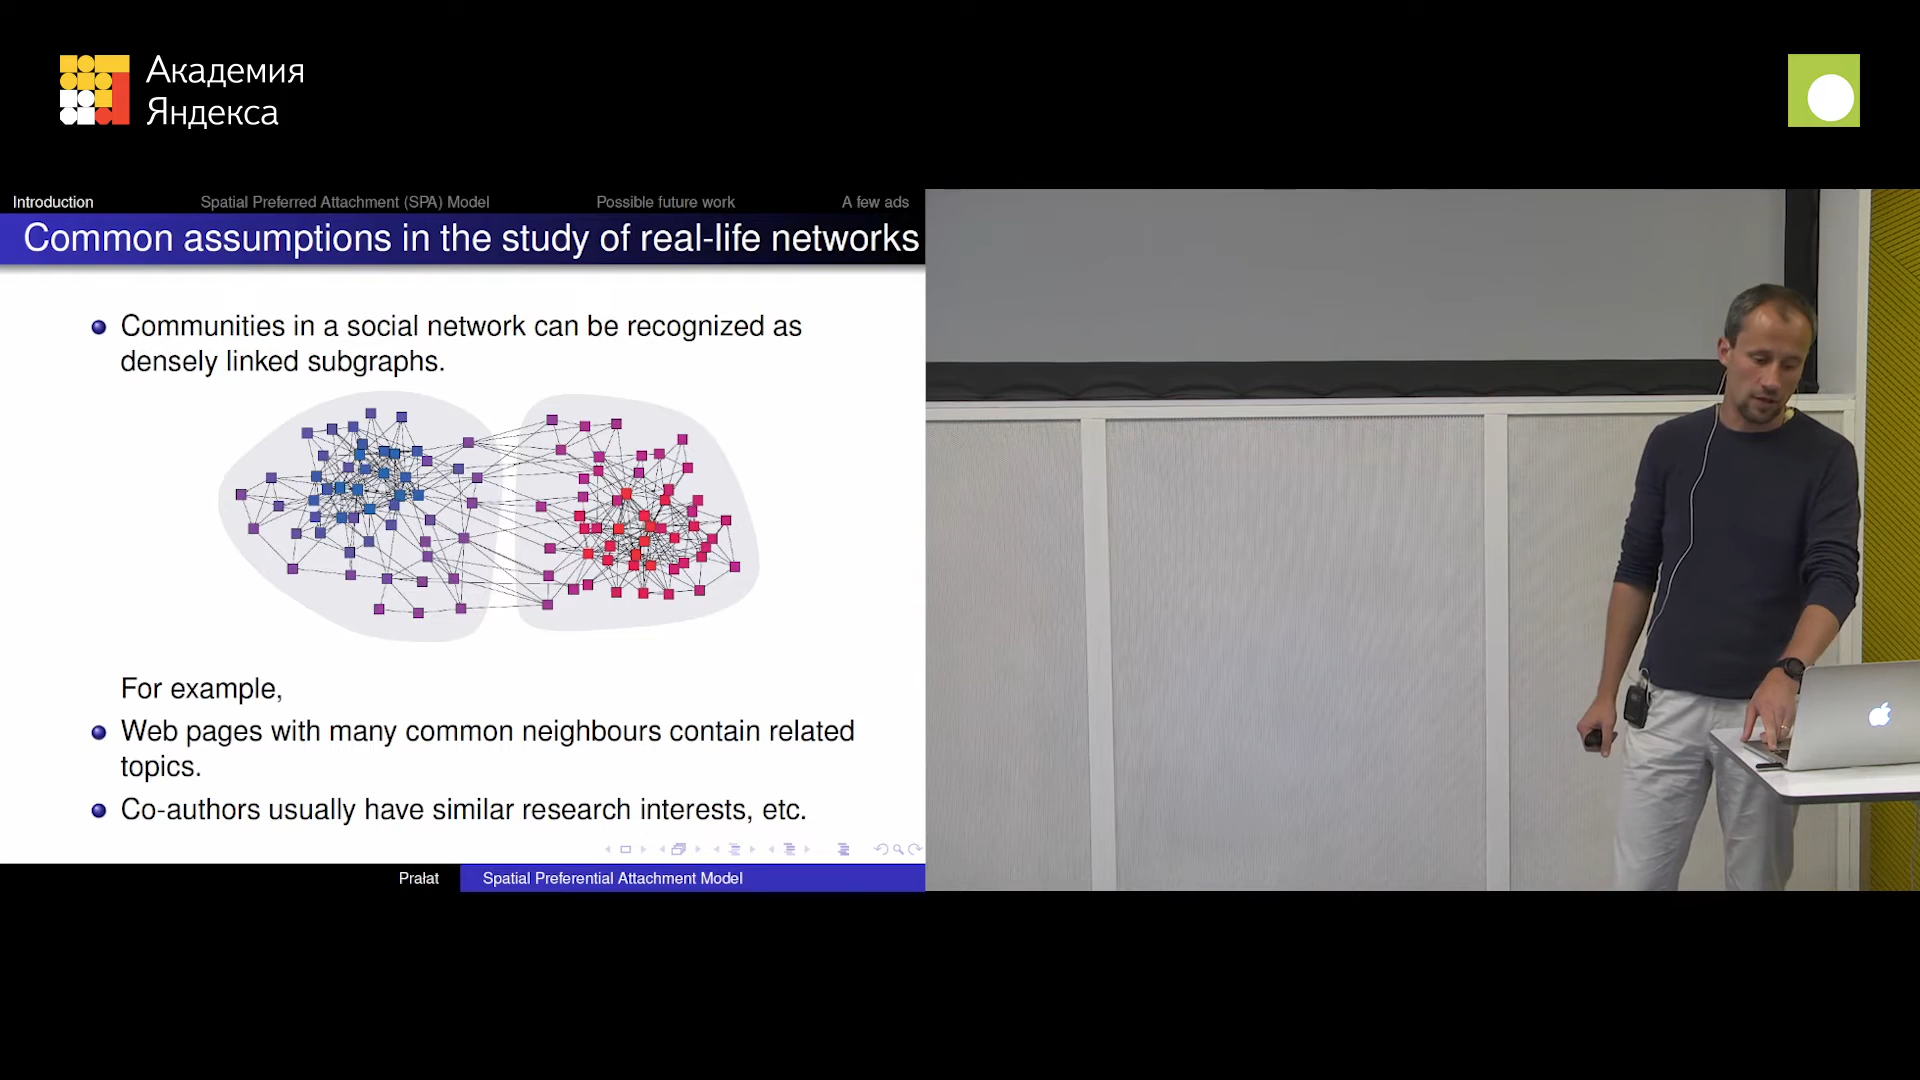 Академия
Яндекса
Introduction Spatial Preferred Attachment (SPA) Model Possible future work A few ads
Common assumptions in the study of real-life networks
Communities in a social network can be recognized as
densely linked subgraphs.
For example,
Web pages with many common neighbours contain related
topics.
Co-authors usually have similar research interests, etc.
Prałat Spatial Preferential Attachment Model